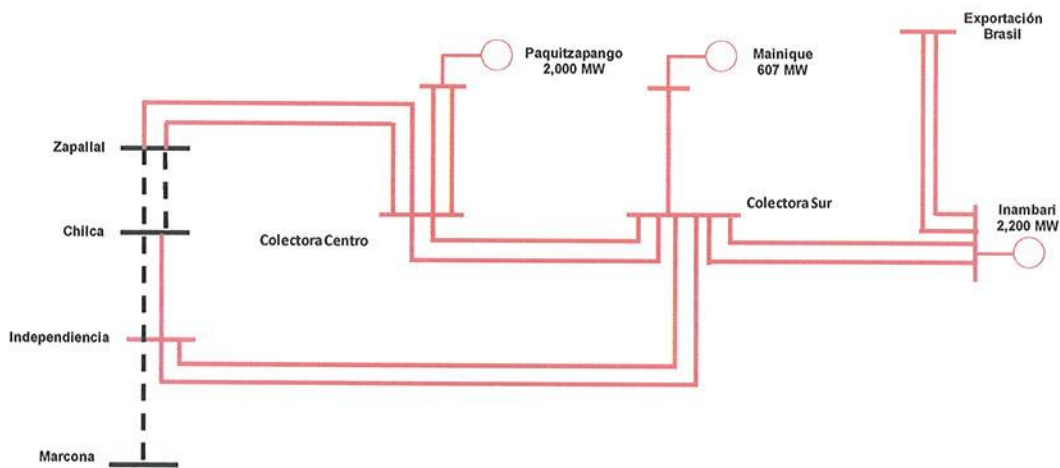 Exportación
Brasil
Paquitzapango
2,000 MW
Mainique
607 MW
Zapallal
Colectora Sur
Inambari
2,200 MW
Chilca
Colectora Centro
Independiencia
Marcona